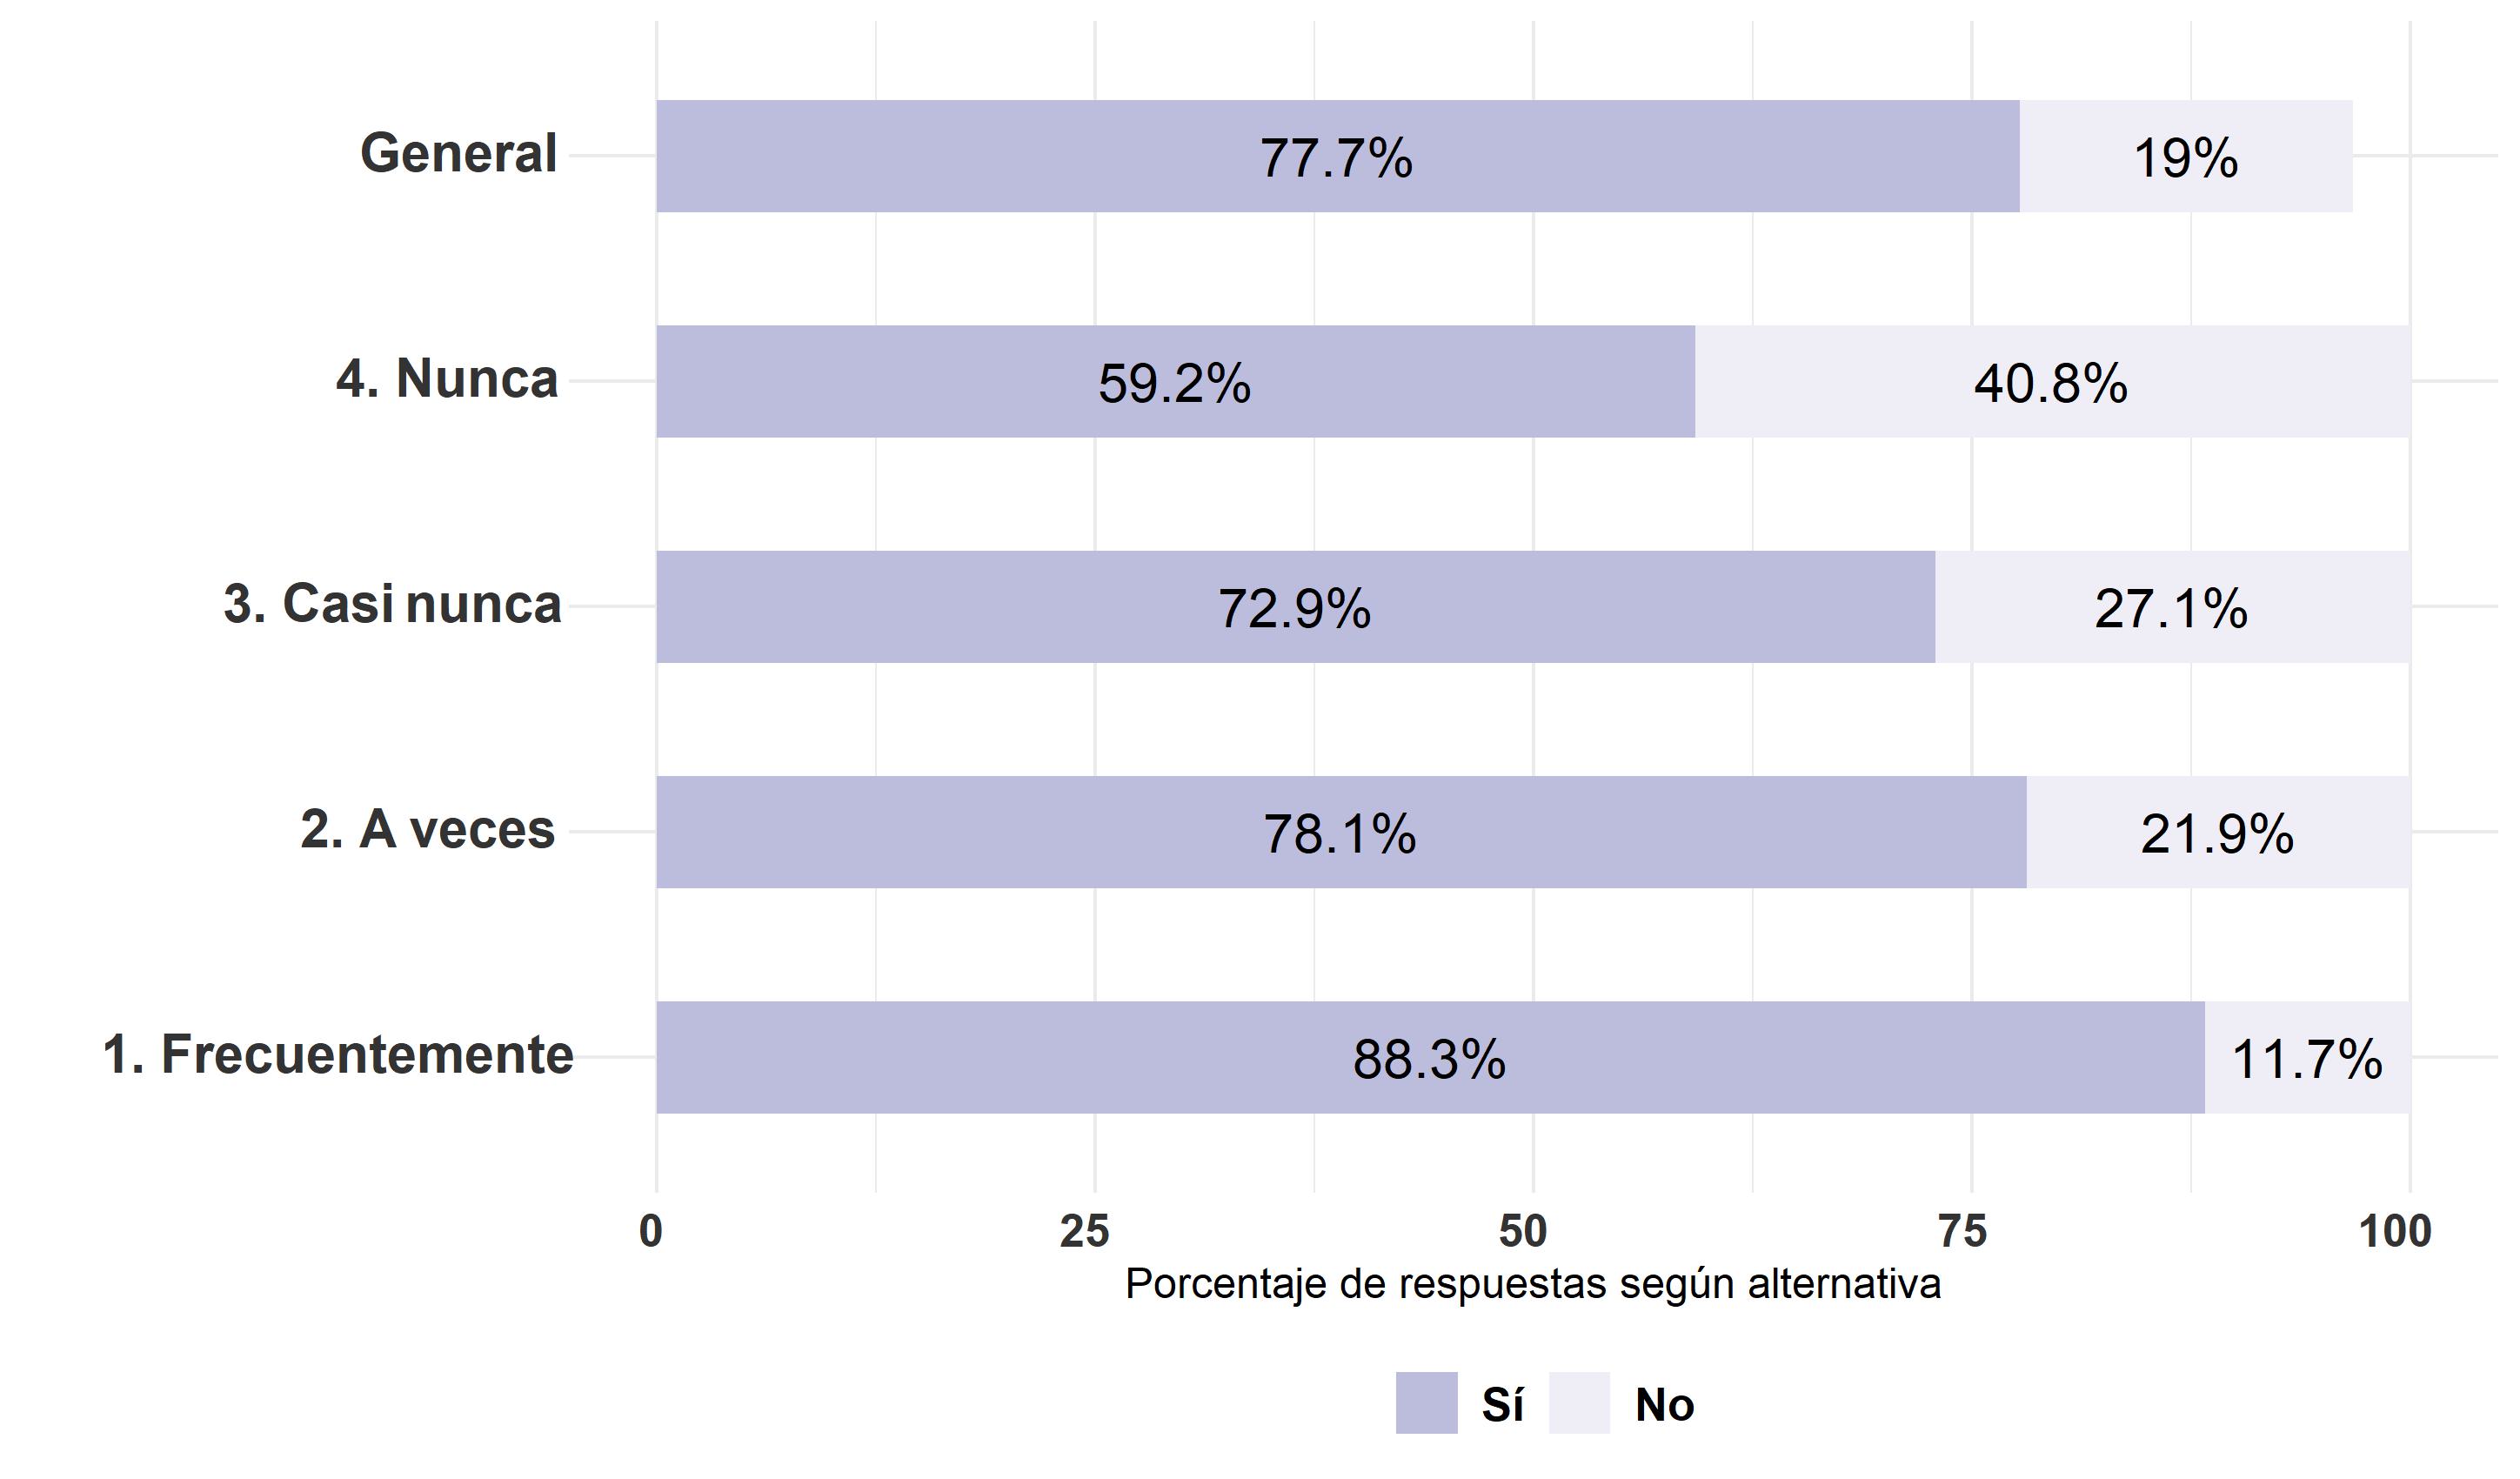 General 77.7% 19%
4. Nunca 59.2% 40.8%
3. Casi nunca 72.9% 27.1%
2. A veces 78.1% 21.9%
1. Frecuentemente 88.3% 11.7%
0 25 50 75 100
Porcentaje de respuestas según alternativa
Sí No